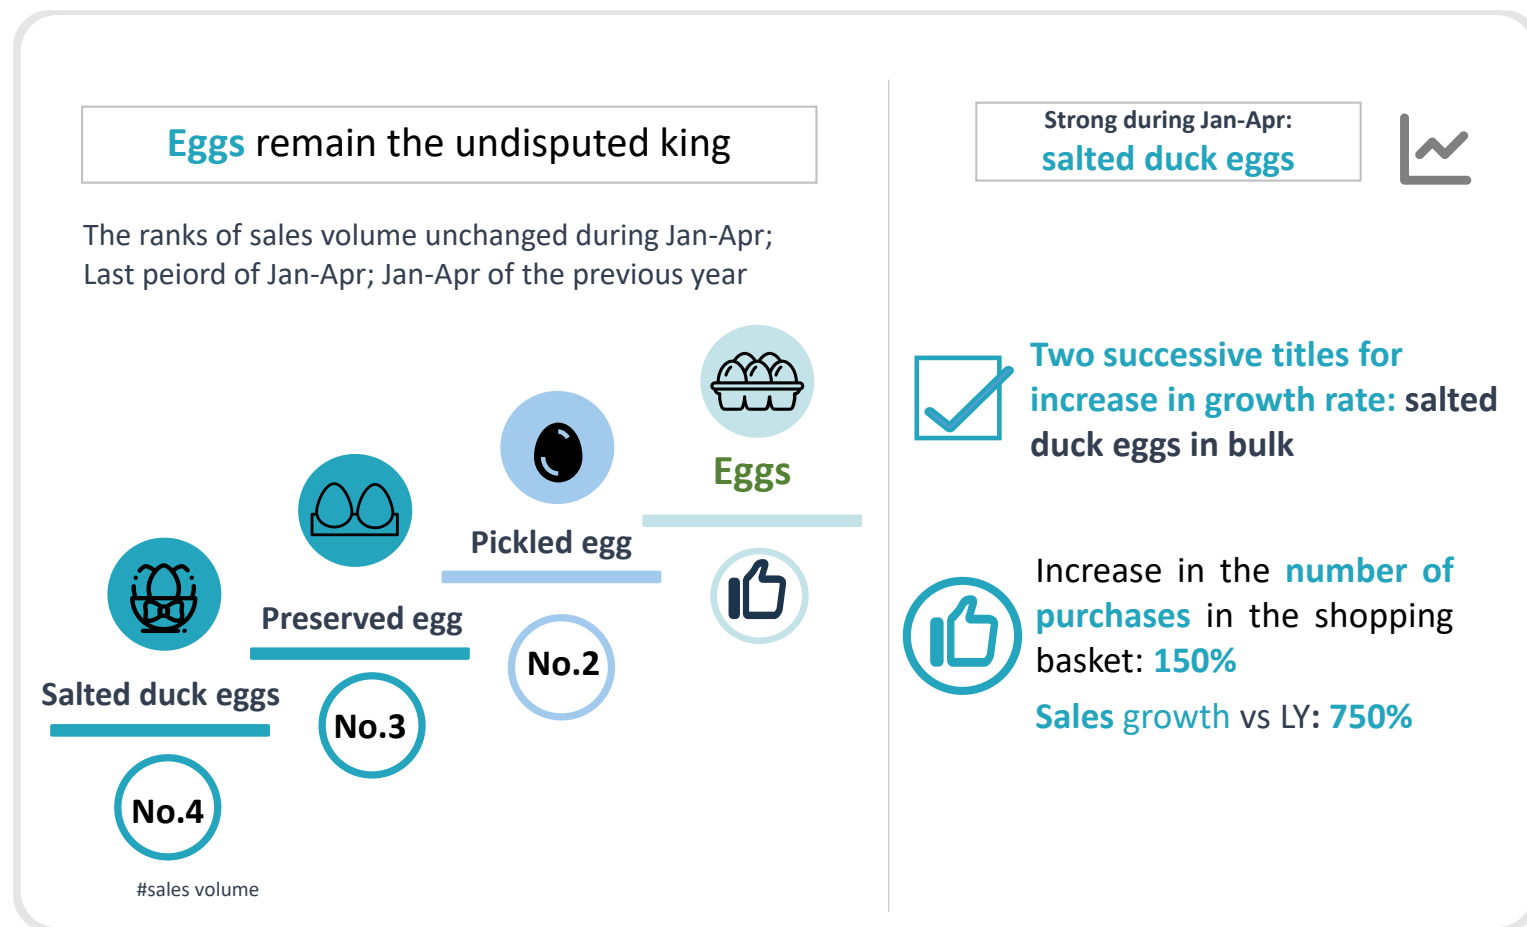 Eggs remain the undisputed king
The ranks of sales volume unchanged during Jan-Apr;
Last peiord of Jan-Apr; Jan-Apr of the previous year
Eggs
Pickled egg
No.2
Preserved egg
No.3
Salted duck eggs
No.4
#sales volume
Strong during Jan-Apr:
salted duck eggs
Two successive titles for
increase in growth rate: salted
duck eggs in bulk
Increase in the number of
purchases in the shopping
basket: 150%
Sales growth vs LY: 750%